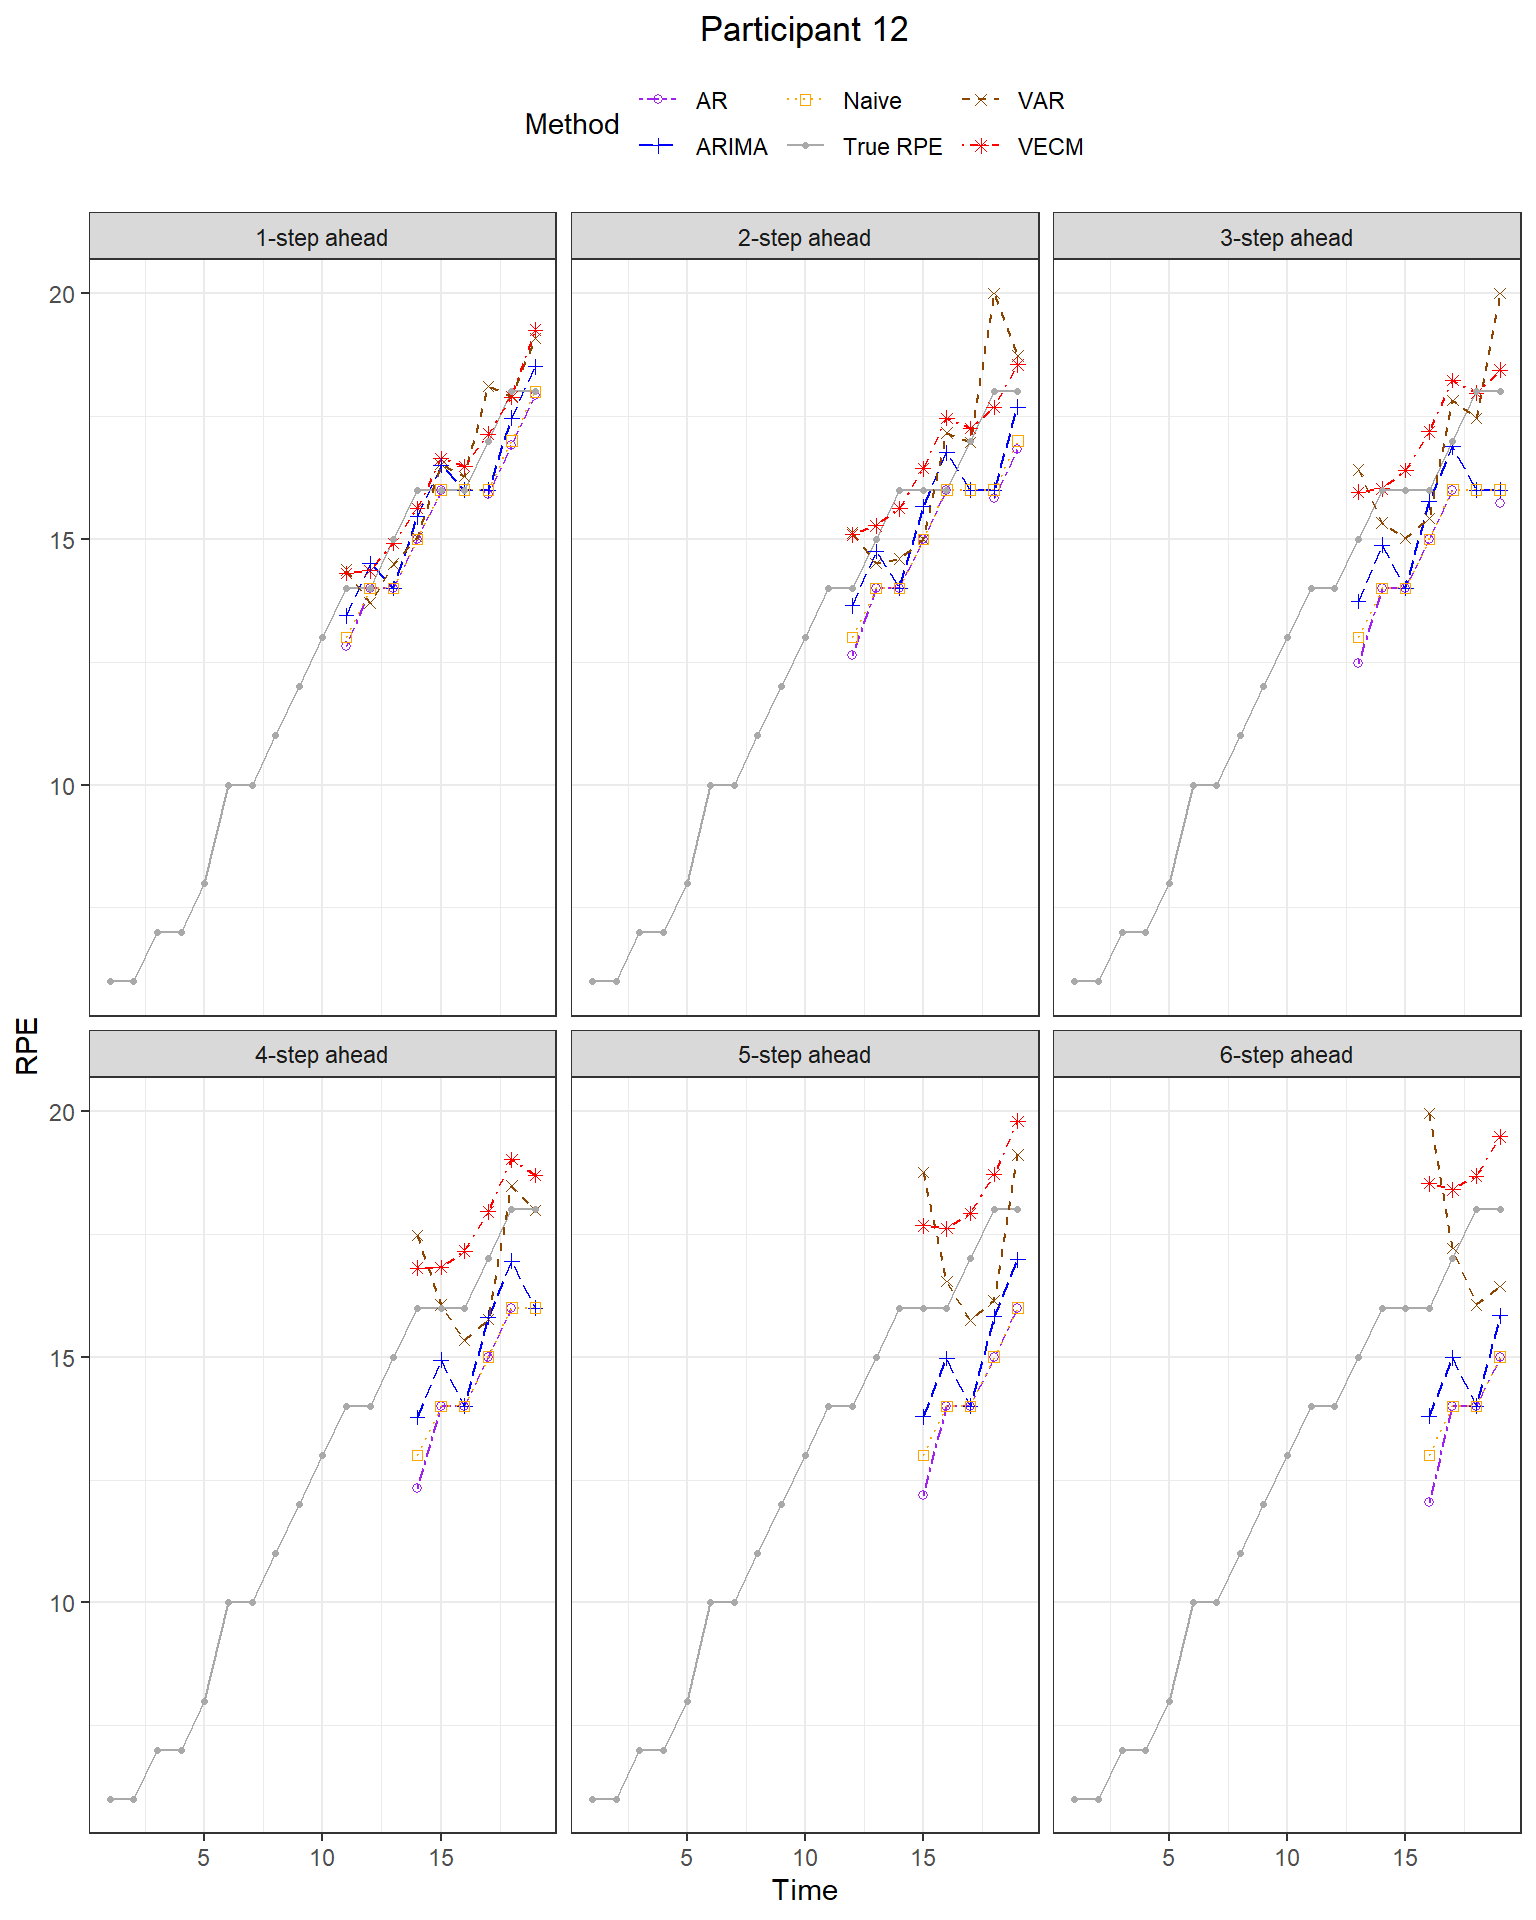 Participant 12
Method
AR
Naive
VAR
ARIMA
True RPE
VECM
1-step ahead
2-step ahead
3-step ahead
20
15
10
RPE
4-step ahead
5-step ahead
6-step ahead
20
15
10
5 10 15
5 10 15
5 10 15
Time